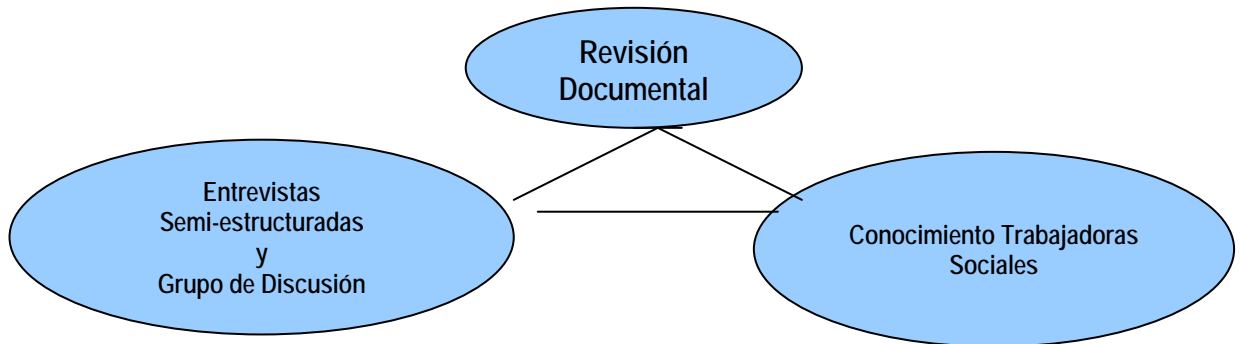 Revisión
Documental
Entrevistas
Semi-estructuradas
y
Grupo de Discusión
Conocimiento Trabajadoras
Sociales